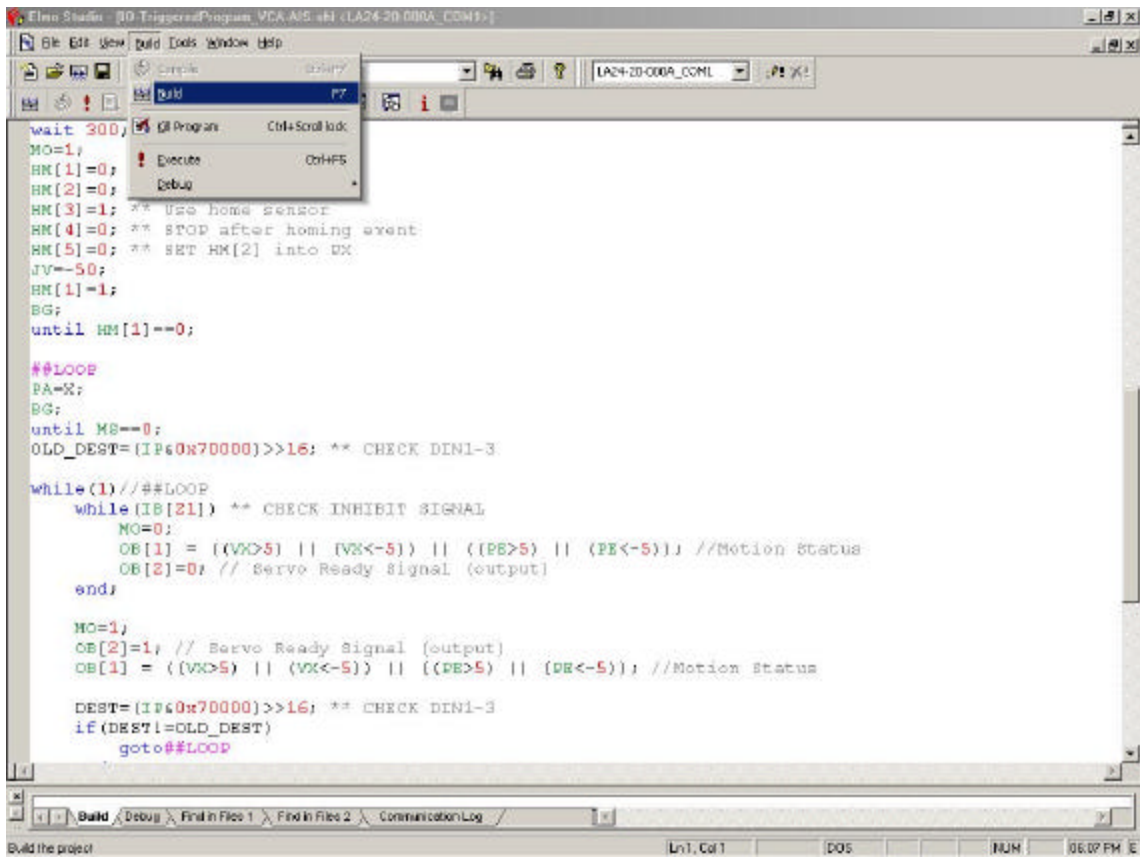 Elmo Studio - [IO-TriggeredProgram_VCA-AIS.ehl <LA24-20-000A_COM1>]
File Edit View Build Tools Window Help
Compile
LA24-20-000A_COM1
Build F7
Kill Program Ctrl+Scroll lock
Execute Ctrl+F5
Debug
wait 300;
MO=1;
HM[1]=0;
HM[2]=0;
HM[3]=1; ** Use home sensor
HM[4]=0; ** STOP after homing event
HM[5]=0; ** SET HM[2] into PX
JV=-50;
HM[1]=1;
BG;
until HM[1]==0;
##LOOP
PA=X;
BG;
until MS==0;
OLD_DEST=(IP&0x70000)>>16; ** CHECK DIN1-3
while(1)//##LOOP
while(IB[21]) ** CHECK INHIBIT SIGNAL
MO=0;
OB[1] = ((VX>5) || (VX<-5)) || ((PE>5) || (PE<-5)); //Motion Status
OB[2]=0; // Servo Ready Signal (output)
end;
MO=1;
OB[2]=1; // Servo Ready Signal (output)
OB[1] = ((VX>5) || (VX<-5)) || ((PE>5) || (PE<-5)); //Motion Status
DEST=(IP&0x70000)>>16; ** CHECK DIN1-3
if(DEST!=OLD_DEST)
goto##LOOP
Build Debug Find in Files 1 Find in Files 2 Communication Log
Build the project Ln 1, Col 1 DOS NUM 06:07 PM E